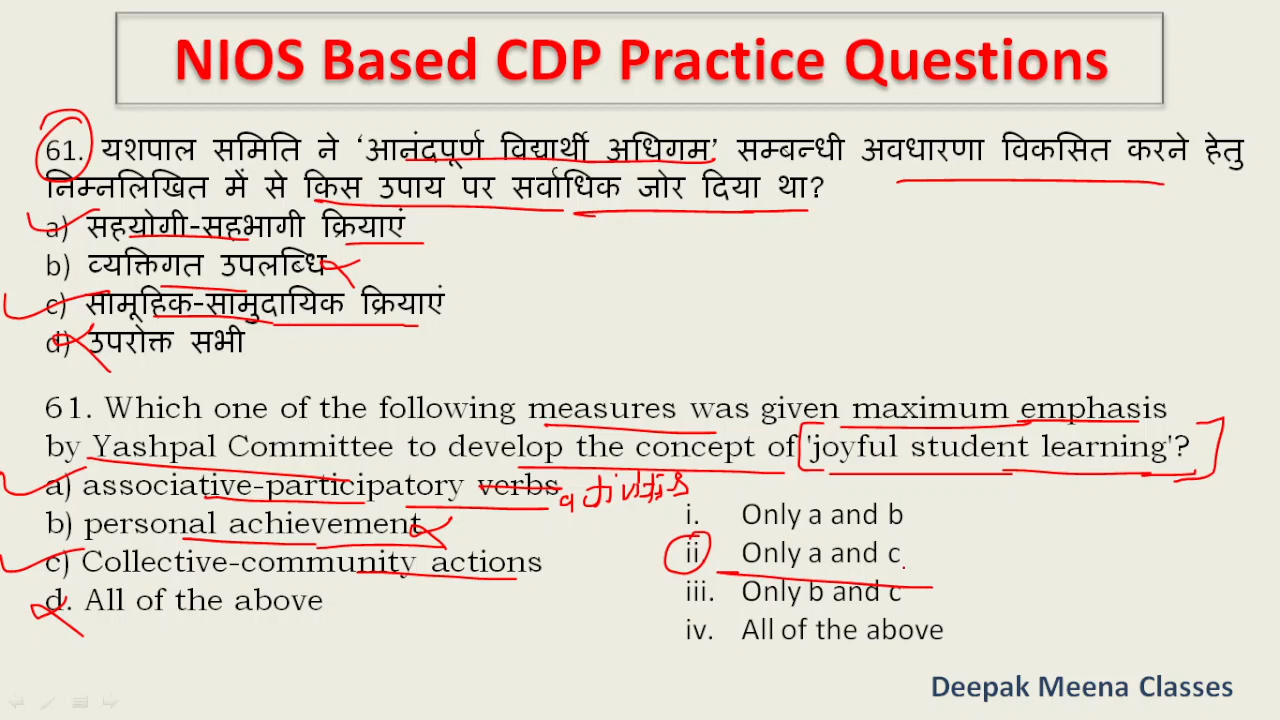 NIOS Based CDP Practice Questions
61. यशपाल समिति ने ‘आनंदपूर्ण विद्यार्थी अधिगम’ सम्बन्धी अवधारणा विकसित करने हेतु
निम्नलिखित में से किस उपाय पर सर्वाधिक जोर दिया था?
a) सहयोगी-सहभागी क्रियाएं
b) व्यक्तिगत उपलब्धि
c) सामूहिक-सामुदायिक क्रियाएं
d) उपरोक्त सभी
61. Which one of the following measures was given maximum emphasis
by Yashpal Committee to develop the concept of 'joyful student learning'?
a) associative-participatory verbs activities
b) personal achievement
c) Collective-community actions
d. All of the above
i. Only a and b
ii Only a and c
iii. Only b and c
iv. All of the above
Deepak Meena Classes